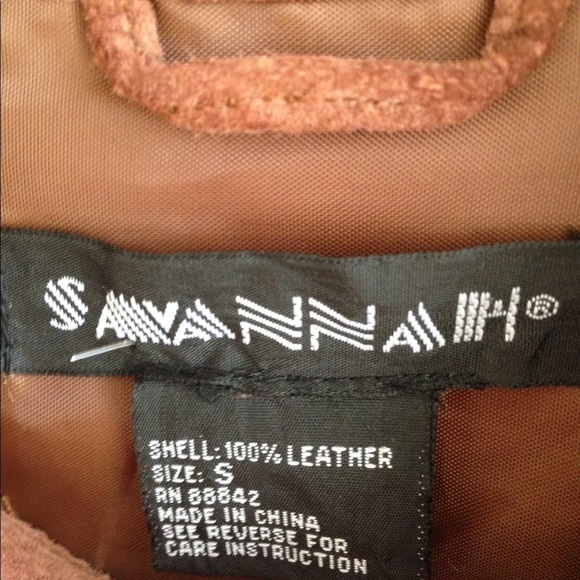 SAVANNAH®
SHELL: 100% LEATHER
SIZE: S
RN 88842
MADE IN CHINA
SEE REVERSE FOR
CARE INSTRUCTION